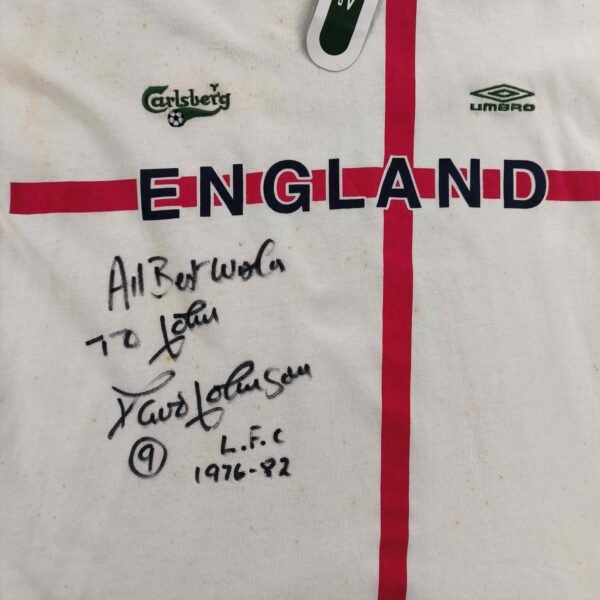 Carlsberg
UMBRO
ENGLAND
All Best Wishes
TO John
David Johnson
9
L.F.C
1976-82